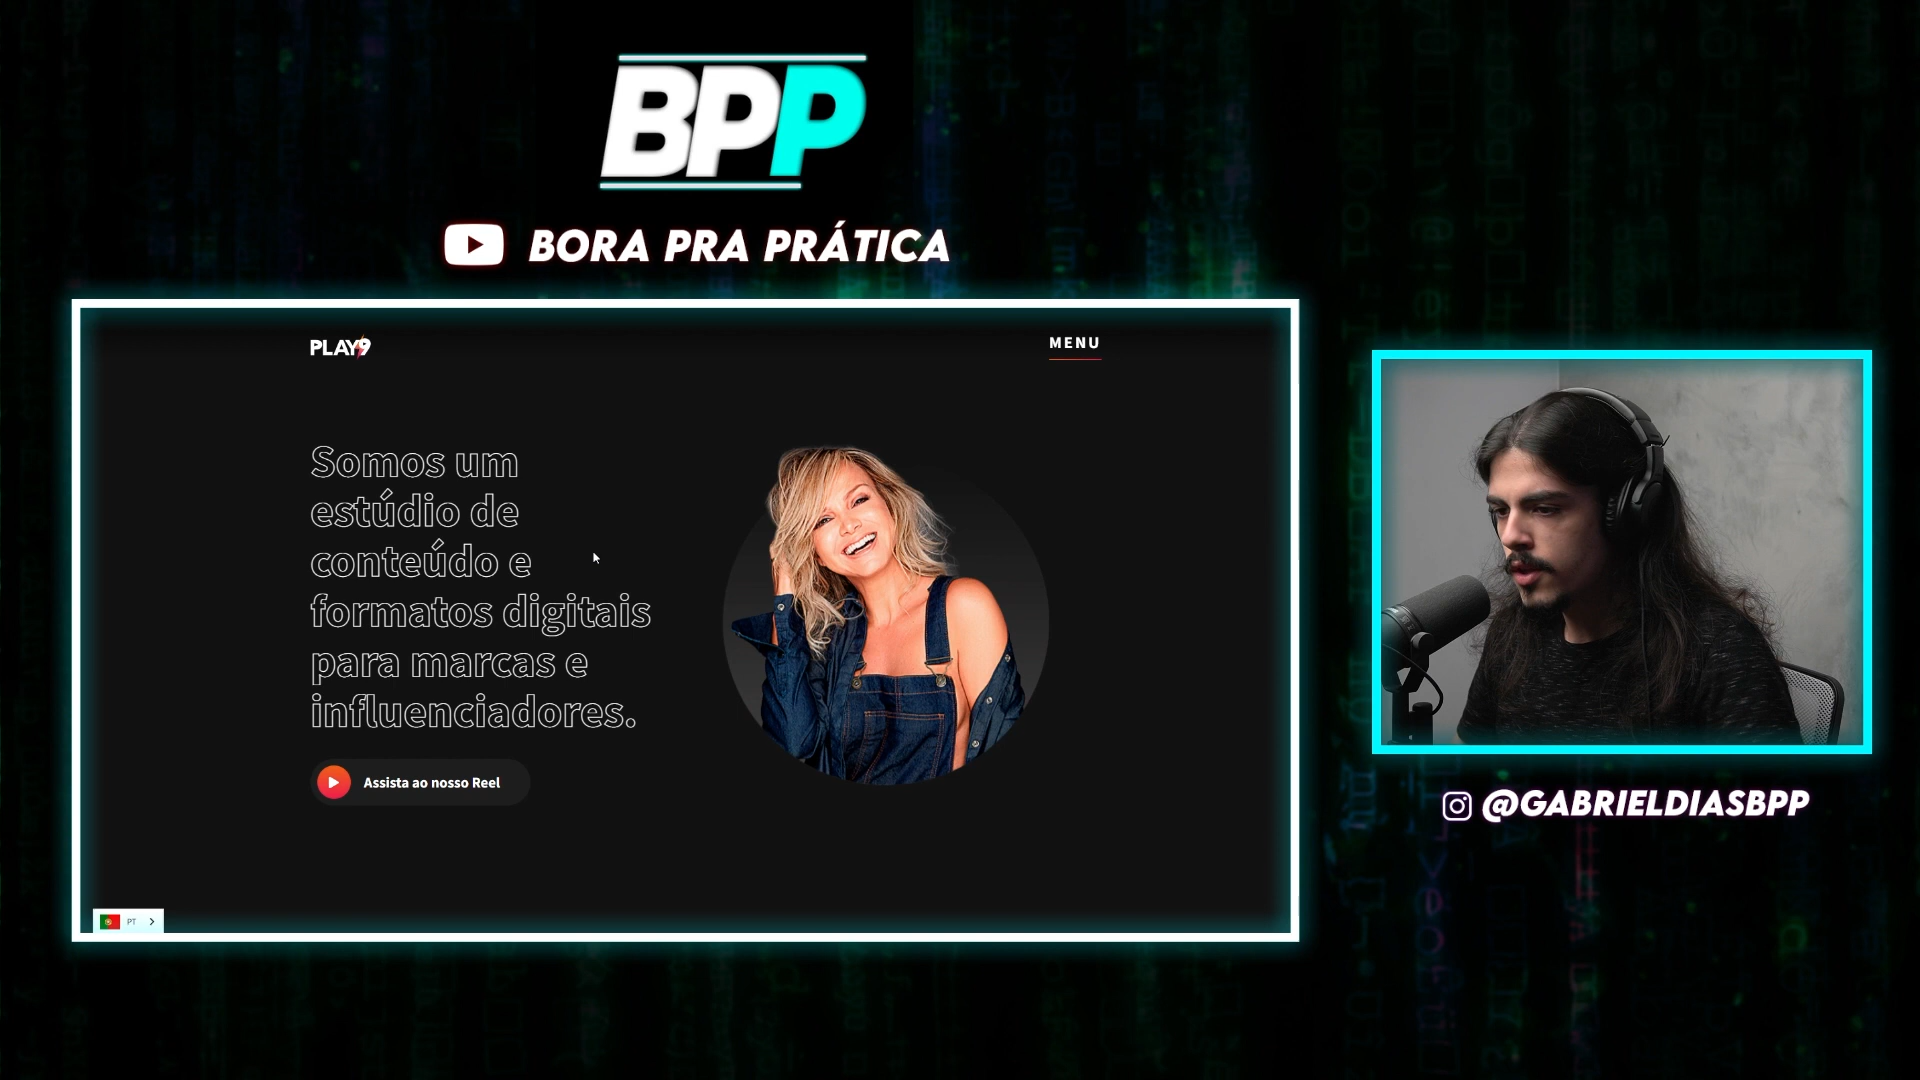 BPP
BORA PRA PRÁTICA
PLAY9
MENU
Somos um
estúdio de
conteúdo e
formatos digitais
para marcas e
influenciadores.
Assista ao nosso Reel
PT
@GABRIELDIASBPP